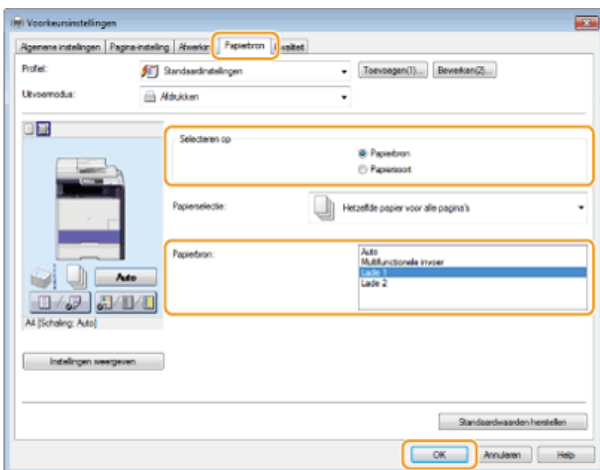 Voorkeursinstellingen
Algemene instellingen Pagina-instelling Afwerking Papierbron Kwaliteit
Profiel: Standaardinstellingen Toevoegen(1)... Bewerken(2)...
Uitvoermodus: Afdrukken
Selecteren op
Papierbron
Papiersoort
Papierselectie: Hetzelfde papier voor alle pagina's
Papierbron: Auto
Multifunctionele invoer
Lade 1
Lade 2
Auto
A4 [Schaling: Auto]
Instellingen weergeven
Standaardwaarden herstellen
OK Annuleren Help